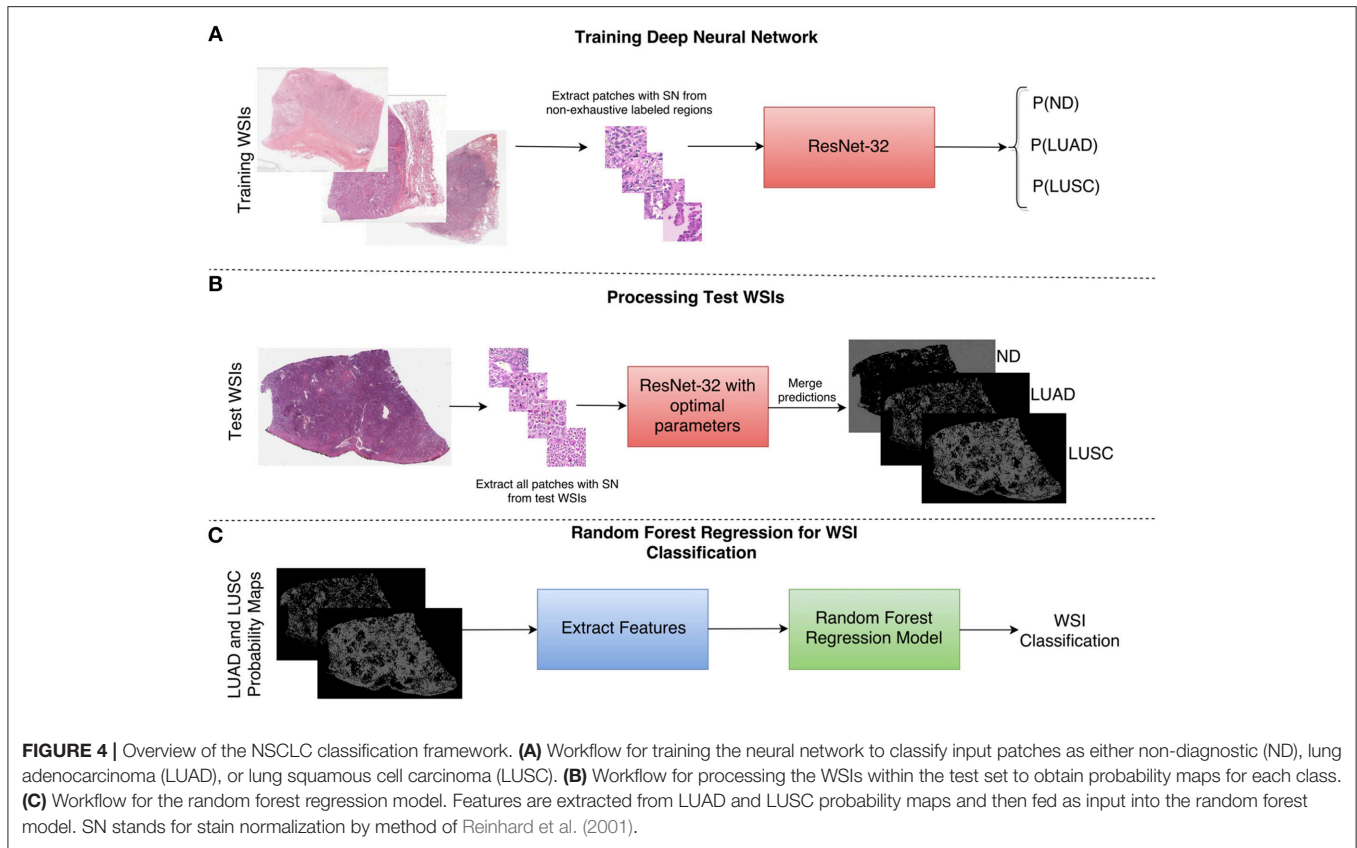 A
Training Deep Neural Network
Training WSIs
Extract patches with SN from
non-exhaustive labeled regions
ResNet-32
P(ND)
P(LUAD)
P(LUSC)
B
Processing Test WSIs
Test WSIs
Extract all patches with SN
from test WSIs
ResNet-32 with
optimal
parameters
Merge
predictions
ND
LUAD
LUSC
C
Random Forest Regression for WSI
Classification
LUAD and LUSC
Probability Maps
Extract Features
Random Forest
Regression Model
WSI
Classification
FIGURE 4 | Overview of the NSCLC classification framework. (A) Workflow for training the neural network to classify input patches as either non-diagnostic (ND), lung
adenocarcinoma (LUAD), or lung squamous cell carcinoma (LUSC). (B) Workflow for processing the WSIs within the test set to obtain probability maps for each class.
(C) Workflow for the random forest regression model. Features are extracted from LUAD and LUSC probability maps and then fed as input into the random forest
model. SN stands for stain normalization by method of Reinhard et al. (2001).